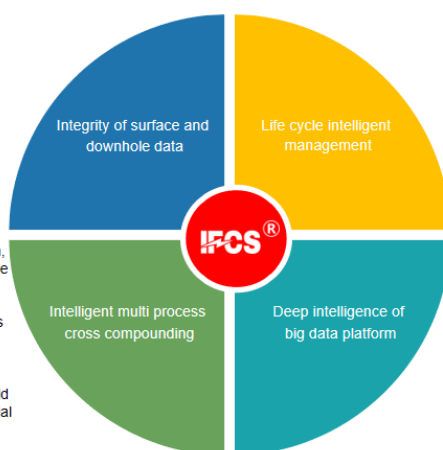 Integrity of surface and
downhole data
Life cycle intelligent
management
IFCS®
Intelligent multi process
cross compounding
Deep intelligence of
big data platform